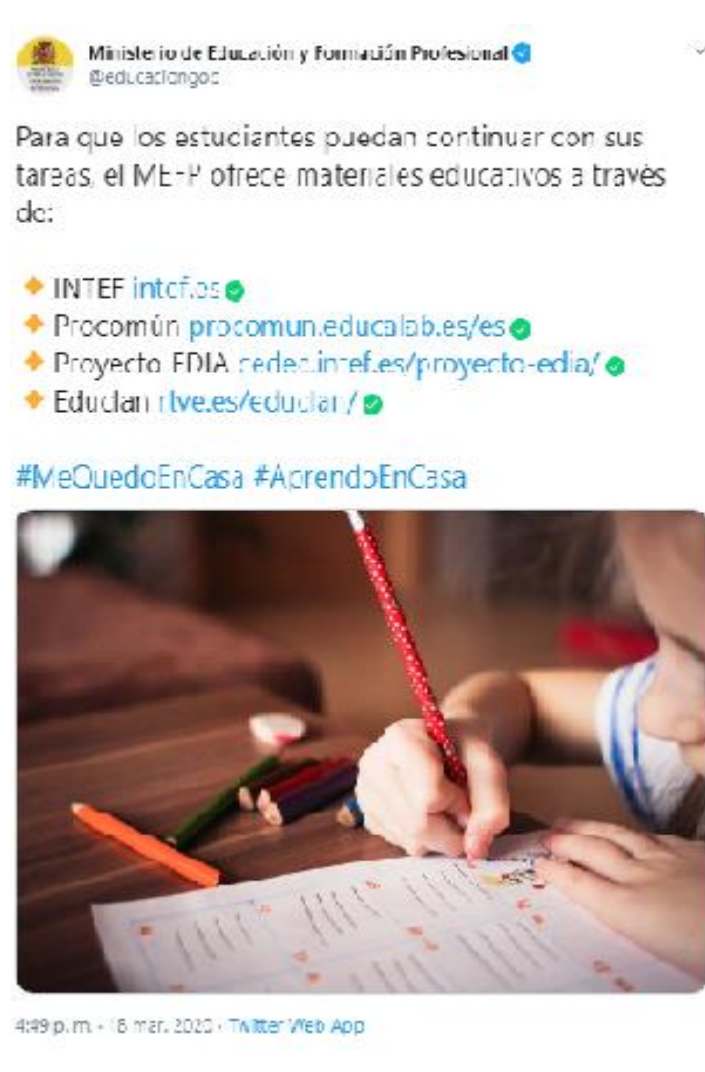 Ministerio de Educación y Formación Profesional
@educaciongob
Para que los estudiantes puedan continuar con sus
tareas, el MEFP ofrece materiales educativos a través
de:
INTEF intef.es
Procomún procomun.educalab.es/es
Proyecto EDIA cedec.intef.es/proyecto-edia/
Educlan rtve.es/educlan/
#MeQuedoEnCasa #AprendoEnCasa
4:49 p. m. · 18 mar. 2020 · Twitter Web App